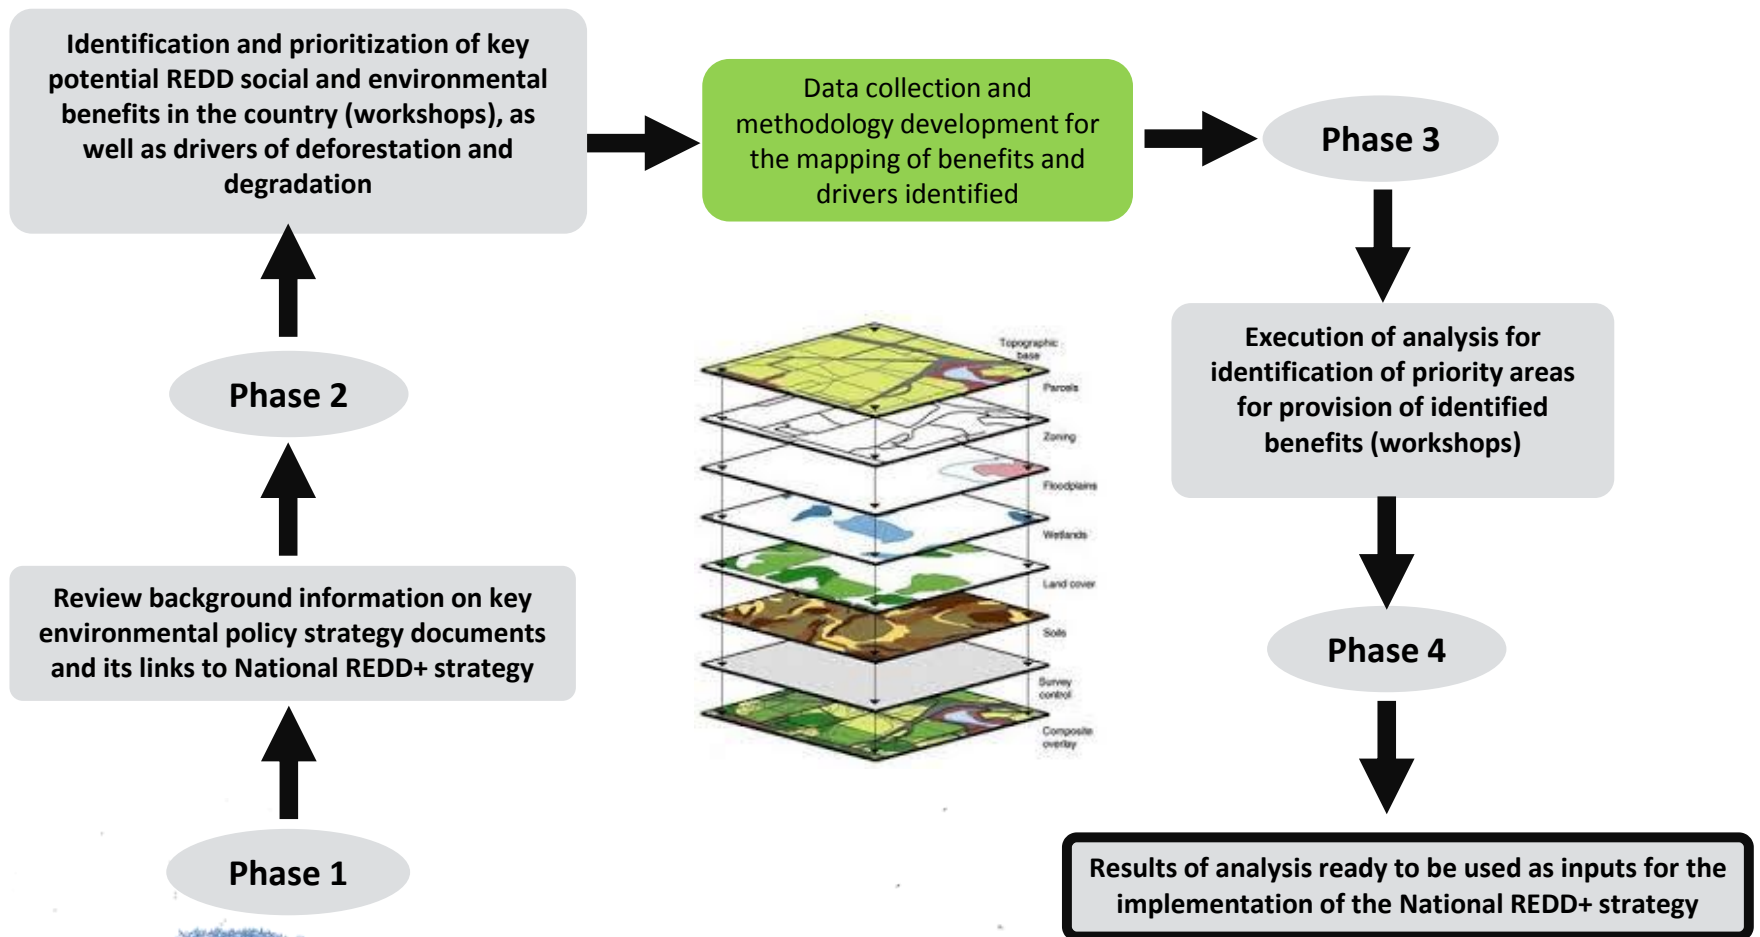 Identification and prioritization of key
potential REDD social and environmental
benefits in the country (workshops), as
well as drivers of deforestation and
degradation
Data collection and
methodology development for
the mapping of benefits and
drivers identified
Phase 3
Phase 2
Execution of analysis for
identification of priority areas
for provision of identified
benefits (workshops)
Topographic
base
Parcels
Zoning
Floodplains
Wetlands
Land cover
Soils
Survey
control
Composite
overlay
Review background information on key
environmental policy strategy documents
and its links to National REDD+ strategy
Phase 4
Phase 1
Results of analysis ready to be used as inputs for the
implementation of the National REDD+ strategy